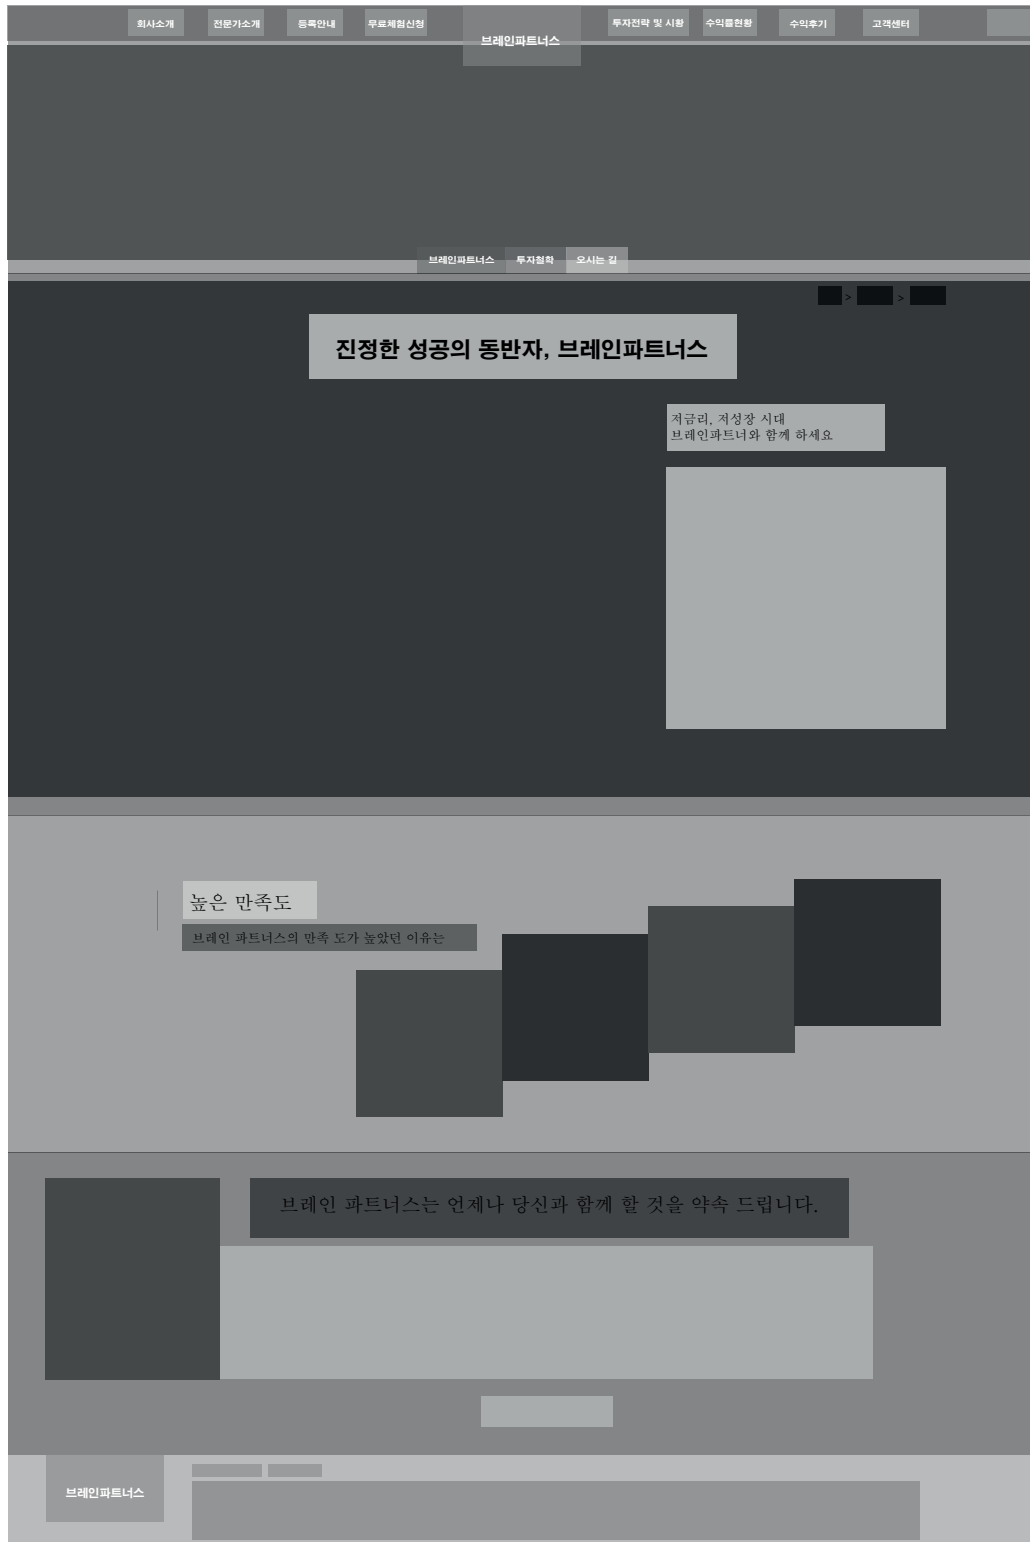 회사소개
전문가소개
등록안내
무료체험신청
브레인파트너스
투자전략 및 시황
수익률현황
수익후기
고객센터
브레인파트너스
투자철학
오시는 길
> >
진정한 성공의 동반자, 브레인파트너스
저금리, 저성장 시대
브레인파트너와 함께 하세요
높은 만족도
브레인 파트너스의 만족 도가 높았던 이유는
브레인 파트너스는 언제나 당신과 함께 할 것을 약속 드립니다.
브레인파트너스